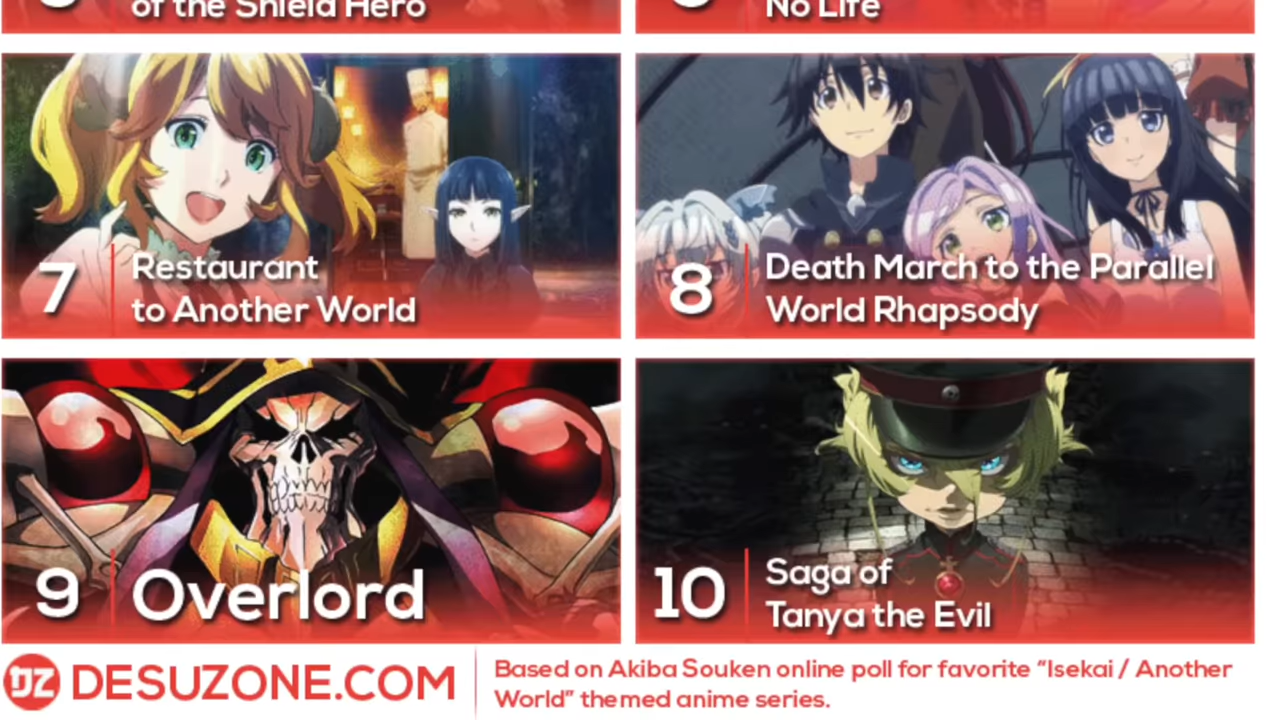 of the Shield Hero
No Life
7
Restaurant
to Another World
8
Death March to the Parallel
World Rhapsody
9
Overlord
10
Saga of
Tanya the Evil
DZ DESUZONE.COM
Based on Akiba Souken online poll for favorite “Isekai / Another
World” themed anime series.